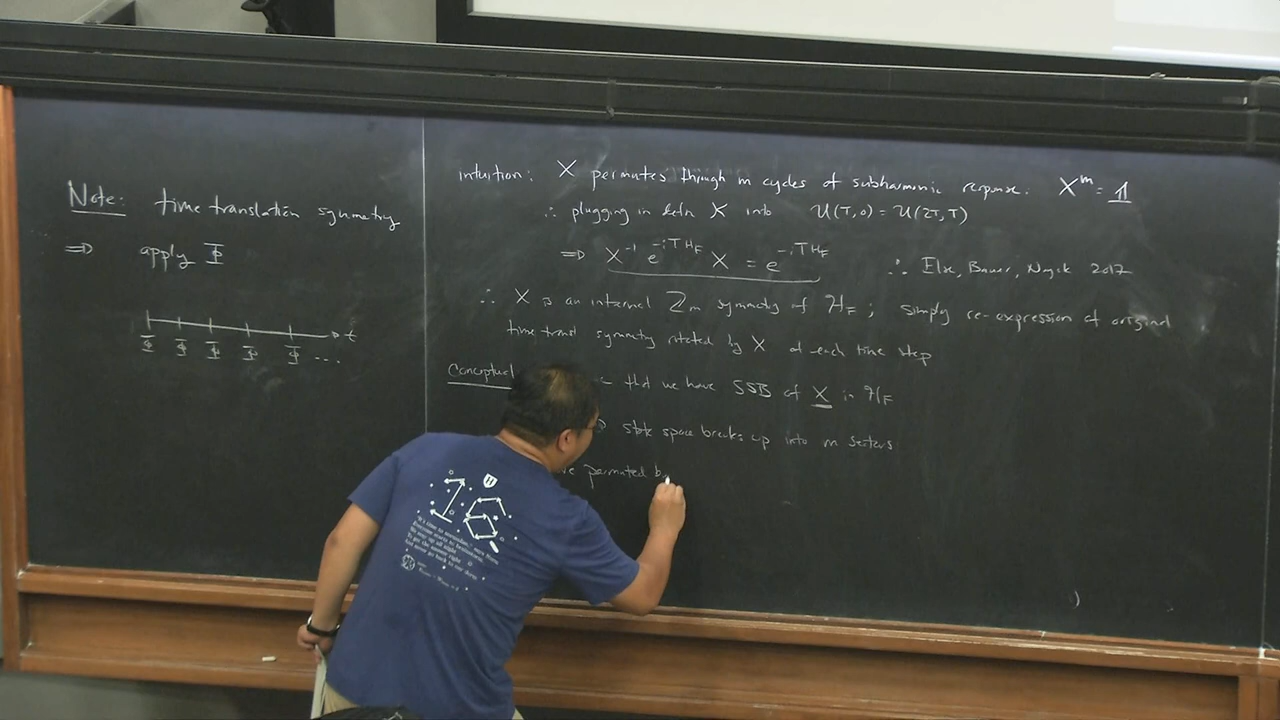 Note: time translation symmetry
⇒ apply Φ
t
Φ Φ Φ Φ Φ ....
intuition: X permutes through m cycles of subharmonic response. X^m = 𝟙
∴ plugging in X into U(T,0) = U(2T,T)
⇒ X^-1 e^-iTH_F X = e^-iTH_F ∴ Else, Bauer, Nayak 2017
∴ X is an internal Z_m symmetry of H_F ; simply re-expression of original
time transl symmetry rotated by X at each time step
Conceptual that we have SSB of X in H_F
state space breaks up into m sectors
permuted by
18